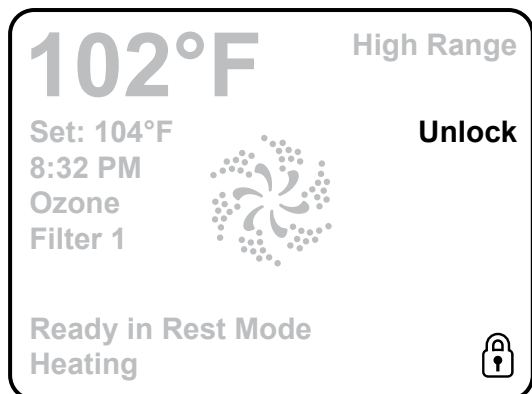 102°F
High Range
Set: 104°F
Unlock
8:32 PM
Ozone
Filter 1
Ready in Rest Mode
Heating